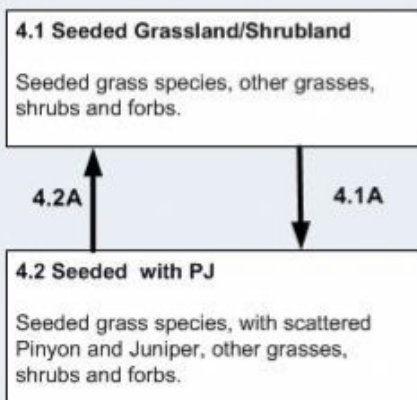 4.1 Seeded Grassland/Shrubland
Seeded grass species, other grasses,
shrubs and forbs.
4.2A
4.1A
4.2 Seeded with PJ
Seeded grass species, with scattered
Pinyon and Juniper, other grasses,
shrubs and forbs.